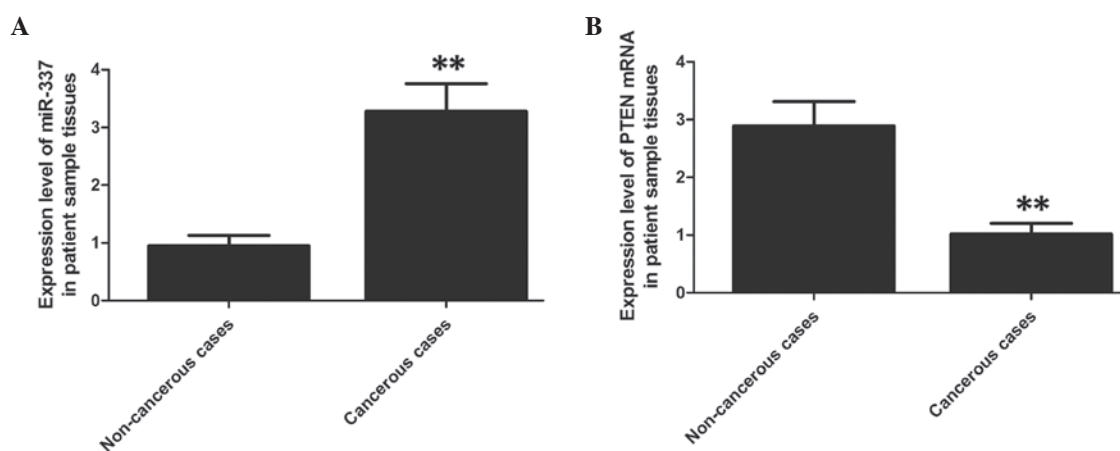 A
Expression level of miR-337
in patient sample tissues
4
3
2
1
0
**
Non-cancerous cases
Cancerous cases
B
Expression level of PTEN mRNA
in patient sample tissues
4
3
2
1
0
**
Non-cancerous cases
Cancerous cases